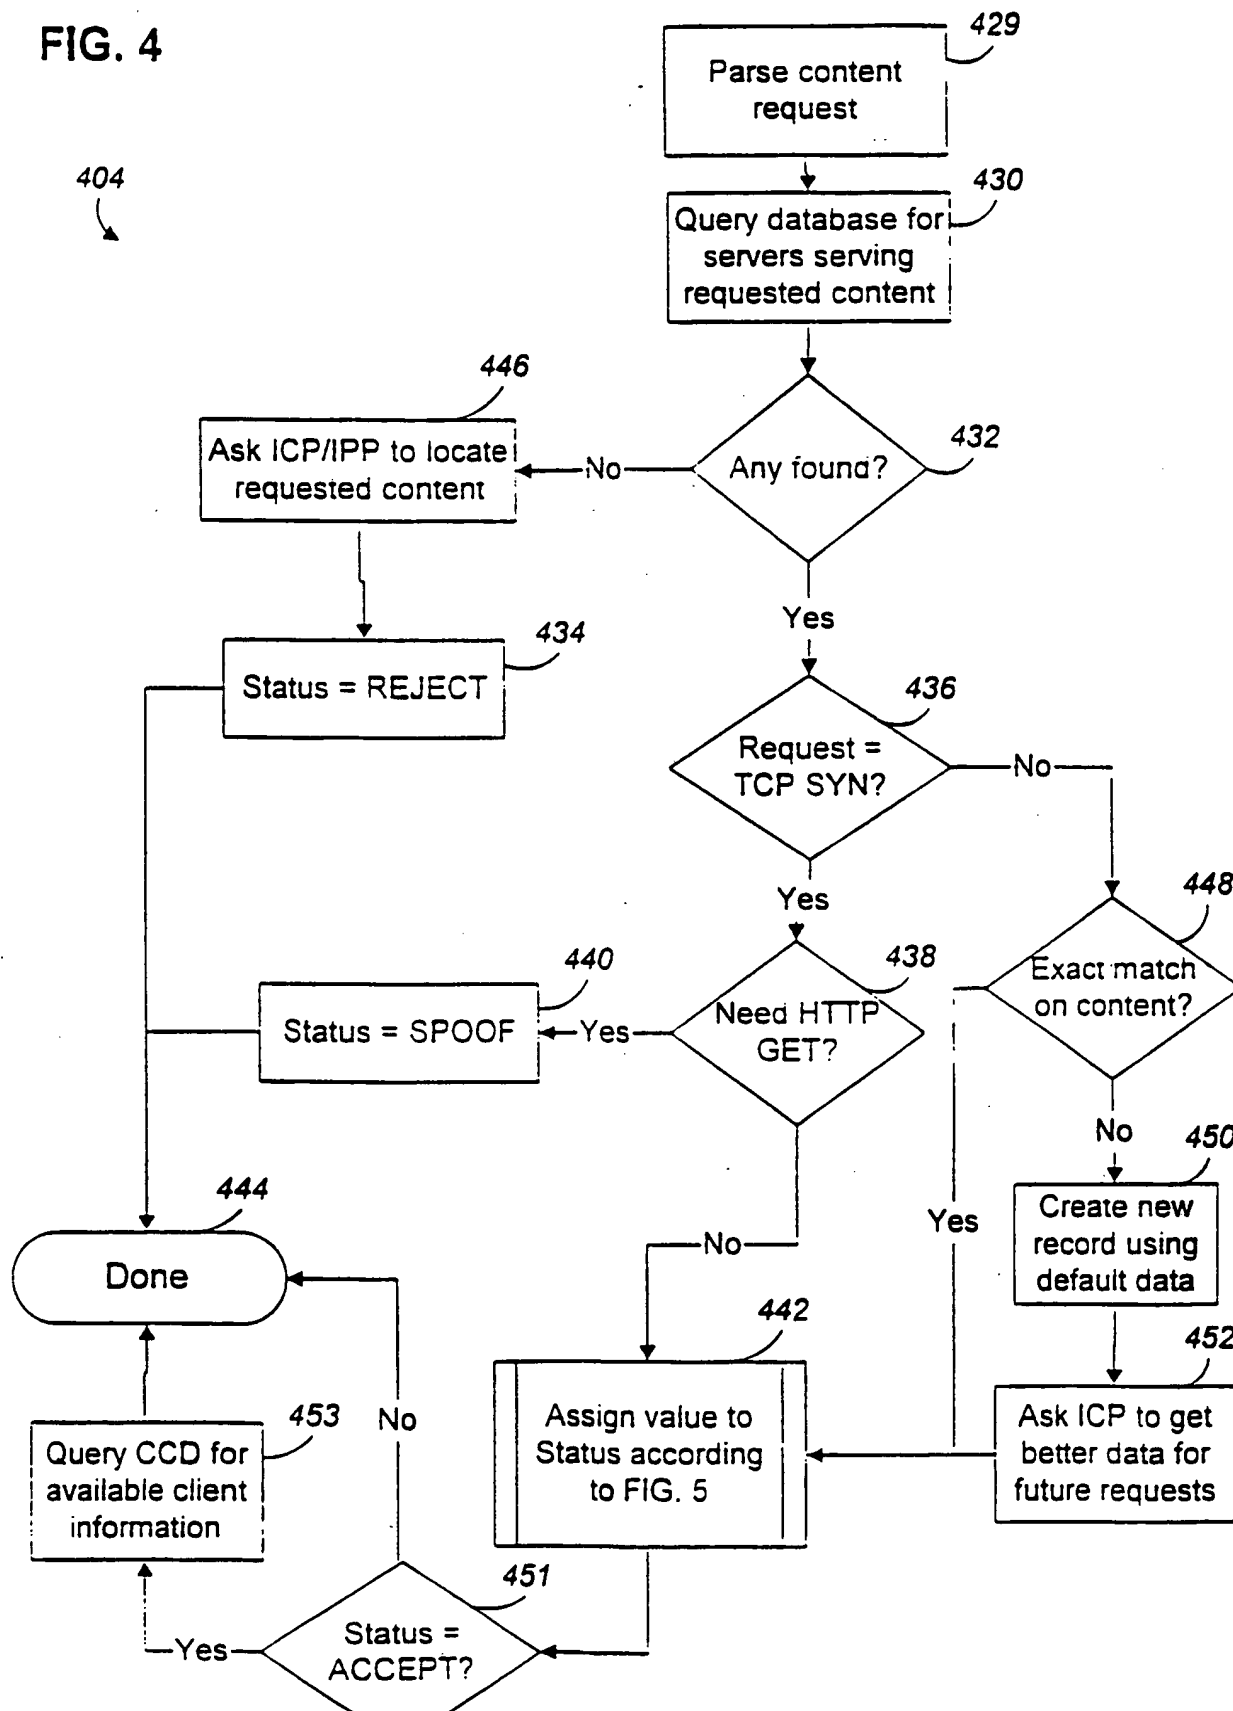 FIG. 4
429
Parse content
request
404
430
Query database for
servers serving
requested content
446
Ask ICP/IPP to locate
requested content
No
Any found?
432
Yes
434
Status = REJECT
436
Request =
TCP SYN?
No
Yes
448
Exact match
on content?
440
Status = SPOOF
Yes
438
Need HTTP
GET?
No
450
Create new
record using
default data
Yes
444
Done
No
442
Assign value to
Status according
to FIG. 5
452
Ask ICP to get
better data for
future requests
453
Query CCD for
available client
information
No
451
Status =
ACCEPT?
Yes